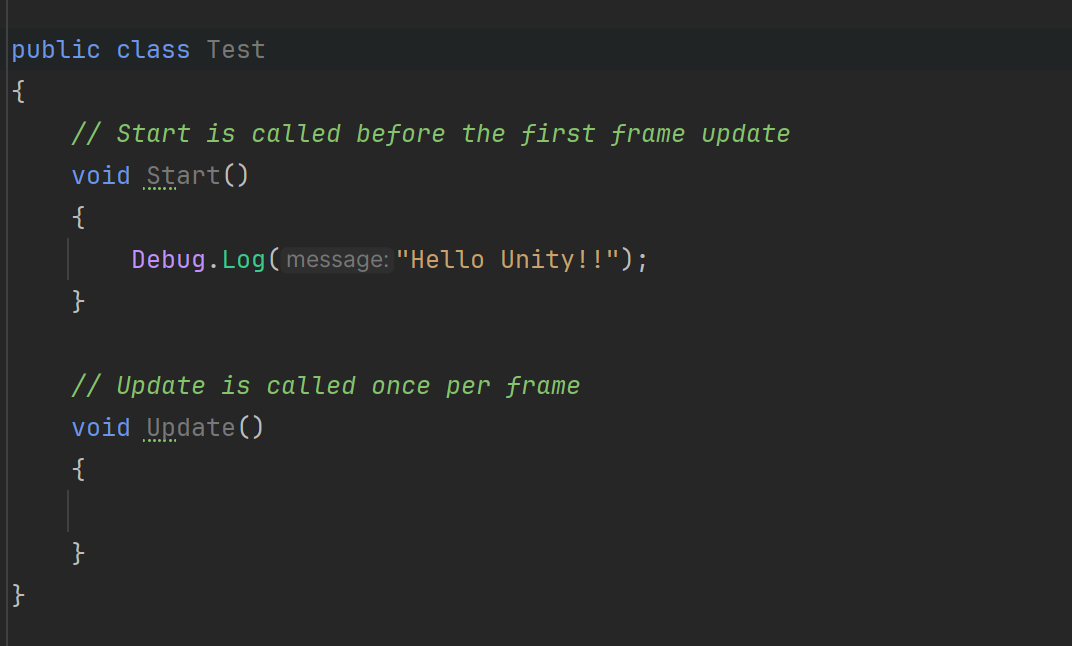 public class Test
{
    // Start is called before the first frame update
    void Start()
    {
        Debug.Log(message:"Hello Unity!!");
    }

    // Update is called once per frame
    void Update()
    {

    }
}